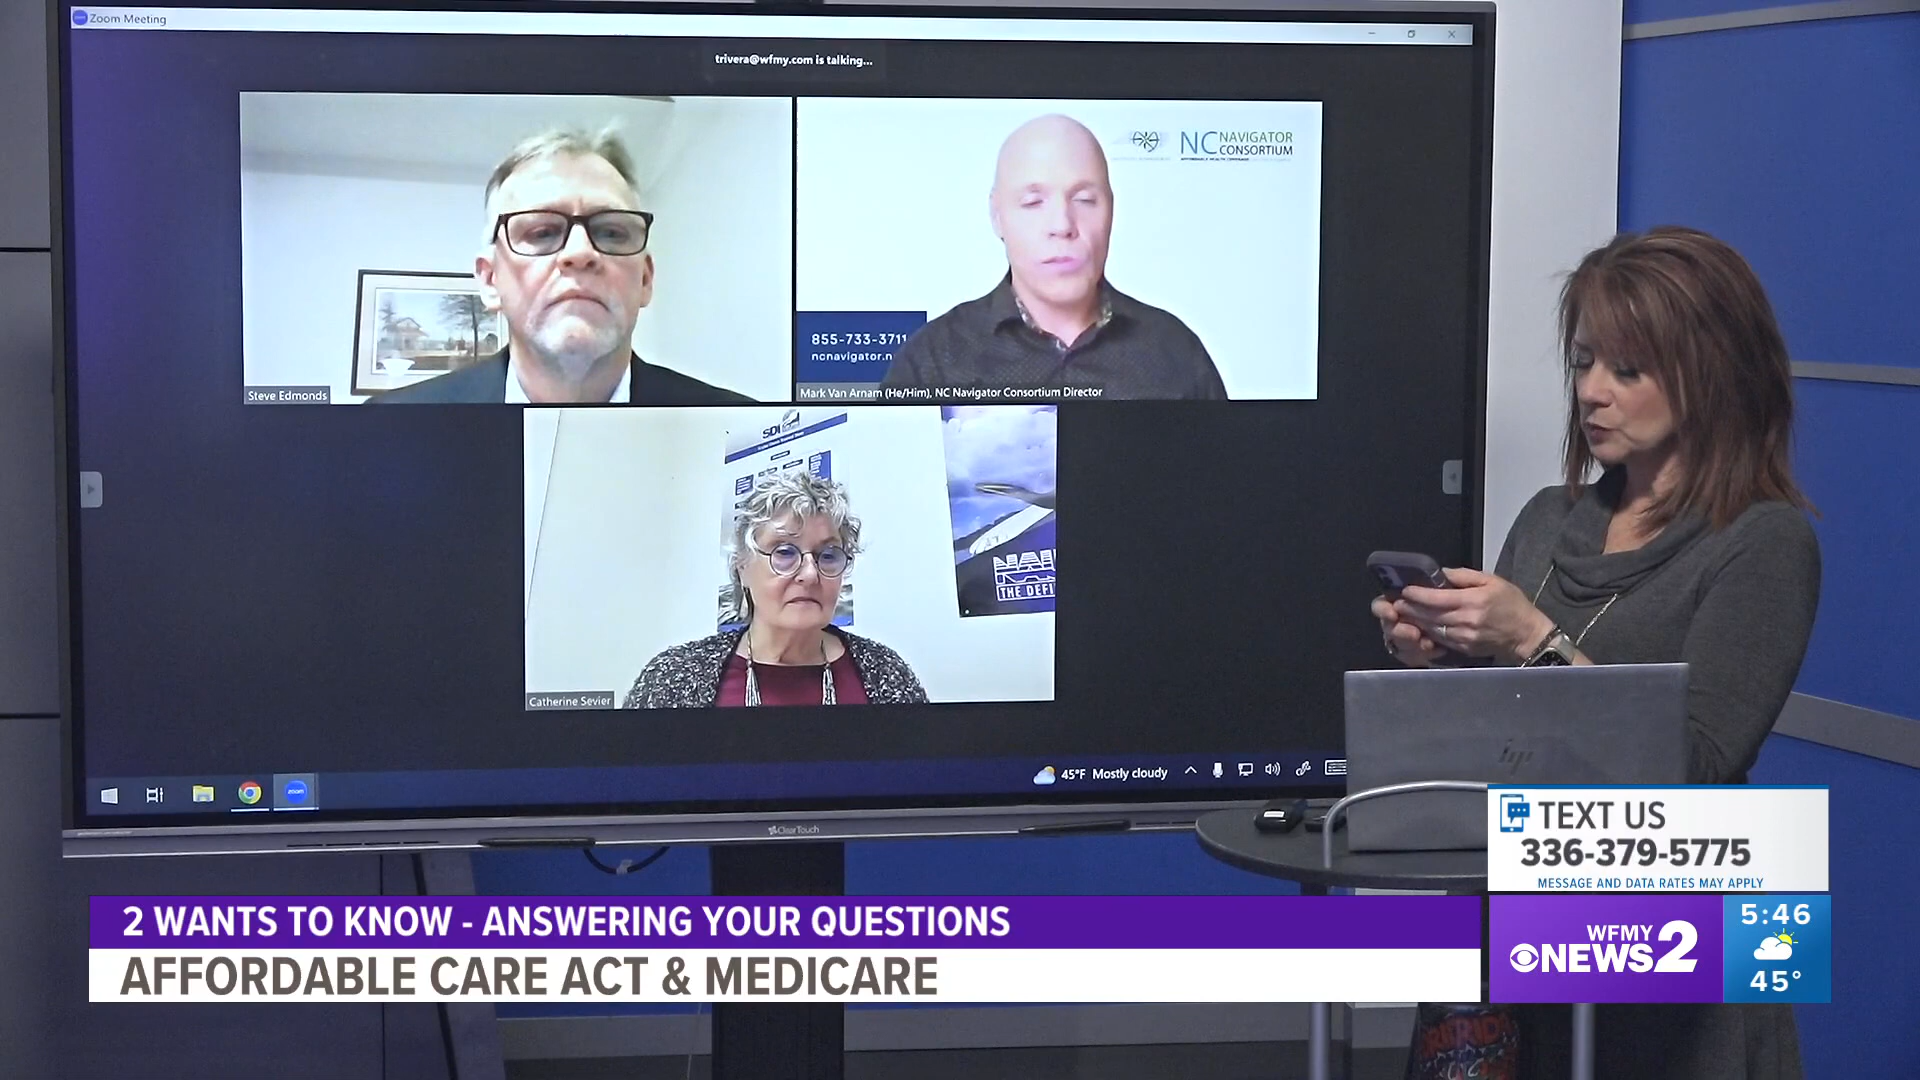 Zoom Meeting
trivera@wfmy.com is talking...
NC NAVIGATOR
CONSORTIUM
855-733-3711
ncnavigator.n
Steve Edmonds
Mark Van Arnam (He/Him), NC Navigator Consortium Director
SDI
THE DEFI
Catherine Sevier
zoom
45°F Mostly cloudy
ClearTouch
hp
TEXT US
336-379-5775
MESSAGE AND DATA RATES MAY APPLY
2 WANTS TO KNOW - ANSWERING YOUR QUESTIONS
AFFORDABLE CARE ACT & MEDICARE
WFMY
NEWS 2
5:46
45°